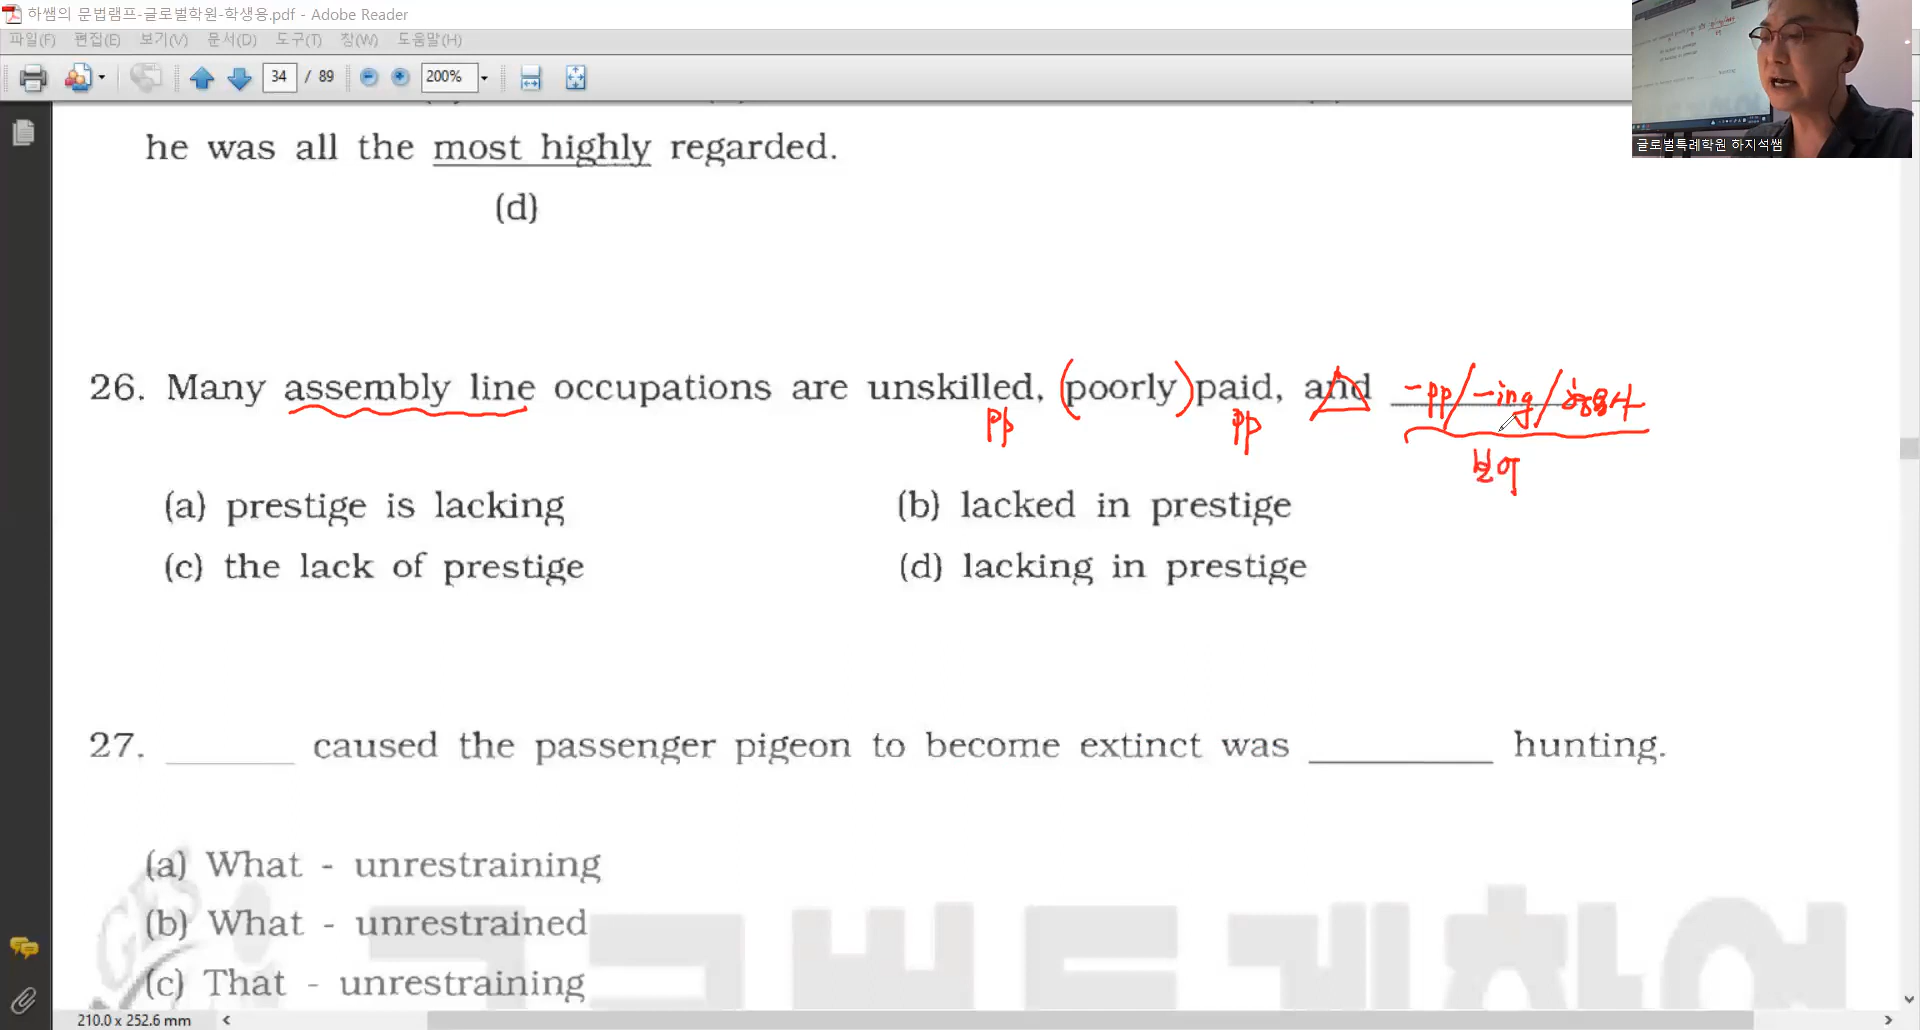 하쌤의 문법램프-글로벌학원-학생용.pdf - Adobe Reader
파일(F) 편집(E) 보기(V) 문서(D) 도구(T) 창(W) 도움말(H)
34 / 89 200%
글로벌특례학원 하지석쌤
he was all the most highly regarded.
(d)
26. Many assembly line occupations are unskilled, (poorly) paid, and -pp / -ing / 형용사
pp pp 보어
(a) prestige is lacking (b) lacked in prestige
(c) the lack of prestige (d) lacking in prestige
27. ______ caused the passenger pigeon to become extinct was ________ hunting.
(a) What - unrestraining
(b) What - unrestrained
(c) That - unrestraining
210.0 x 252.6 mm